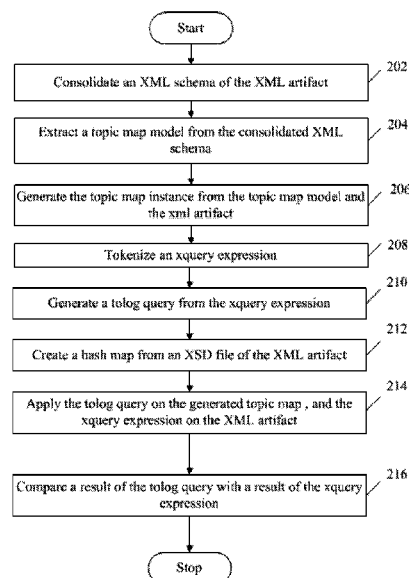 Start
202
Consolidate an XML schema of the XML artifact
204
Extract a topic map model from the consolidated XML
schema
206
Generate the topic map instance from the topic map model and
the xml artifact
208
Tokenize an xquery expression
210
Generate a tolog query from the xquery expression
212
Create a hash map from an XSD file of the XML artifact
214
Apply the tolog query on the generated topic map , and the
xquery expression on the XML artifact
216
Compare a result of the tolog query with a result of the xquery
expression
Stop